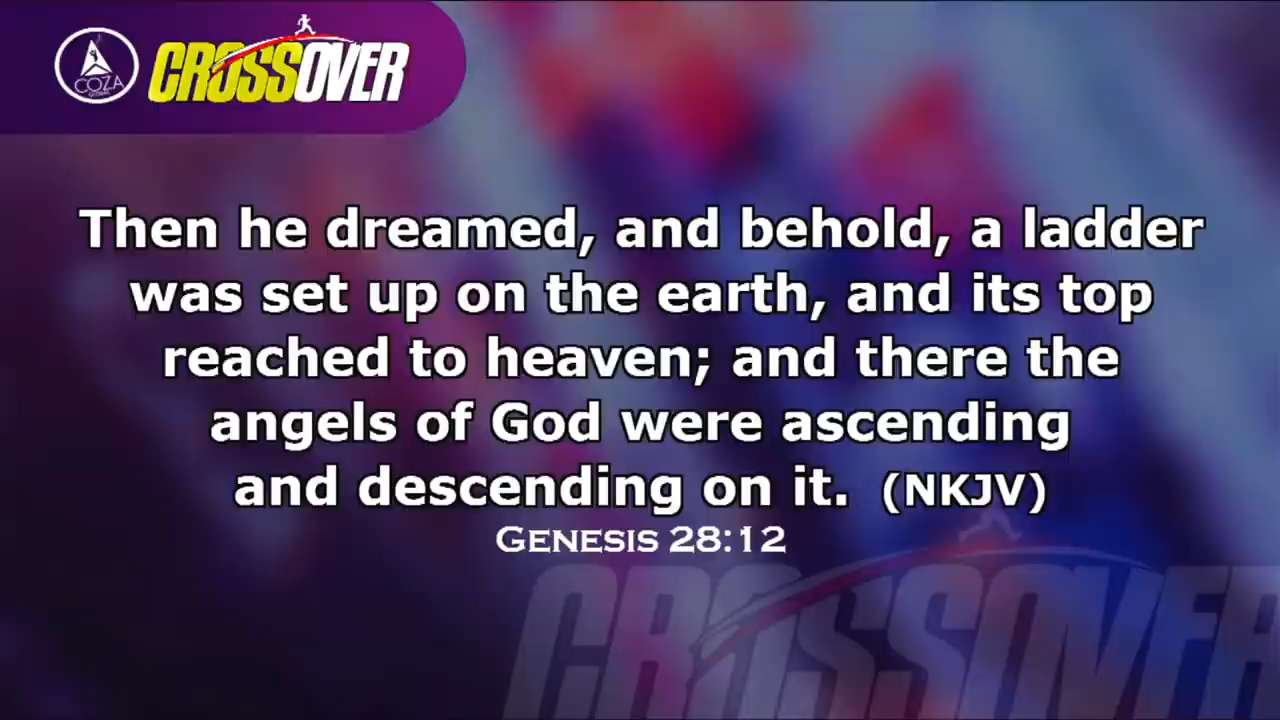 COZA
GLOBAL
CROSSOVER
Then he dreamed, and behold, a ladder
was set up on the earth, and its top
reached to heaven; and there the
angels of God were ascending
and descending on it. (NKJV)
GENESIS 28:12
CROSSOVER